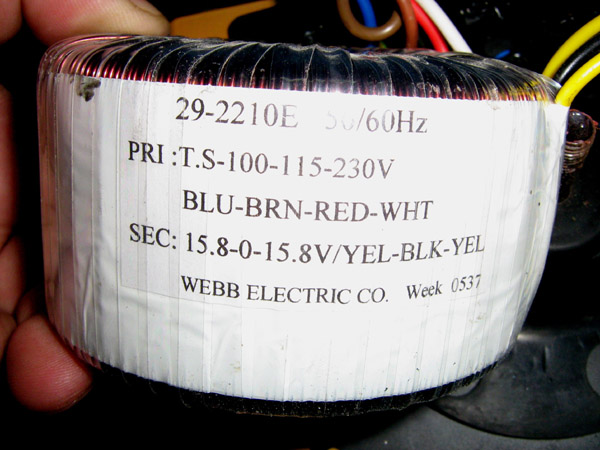 29-2210E 50/60Hz
PRI :T.S-100-115-230V
BLU-BRN-RED-WHT
SEC: 15.8-0-15.8V/YEL-BLK-YEL
WEBB ELECTRIC CO. Week 0537